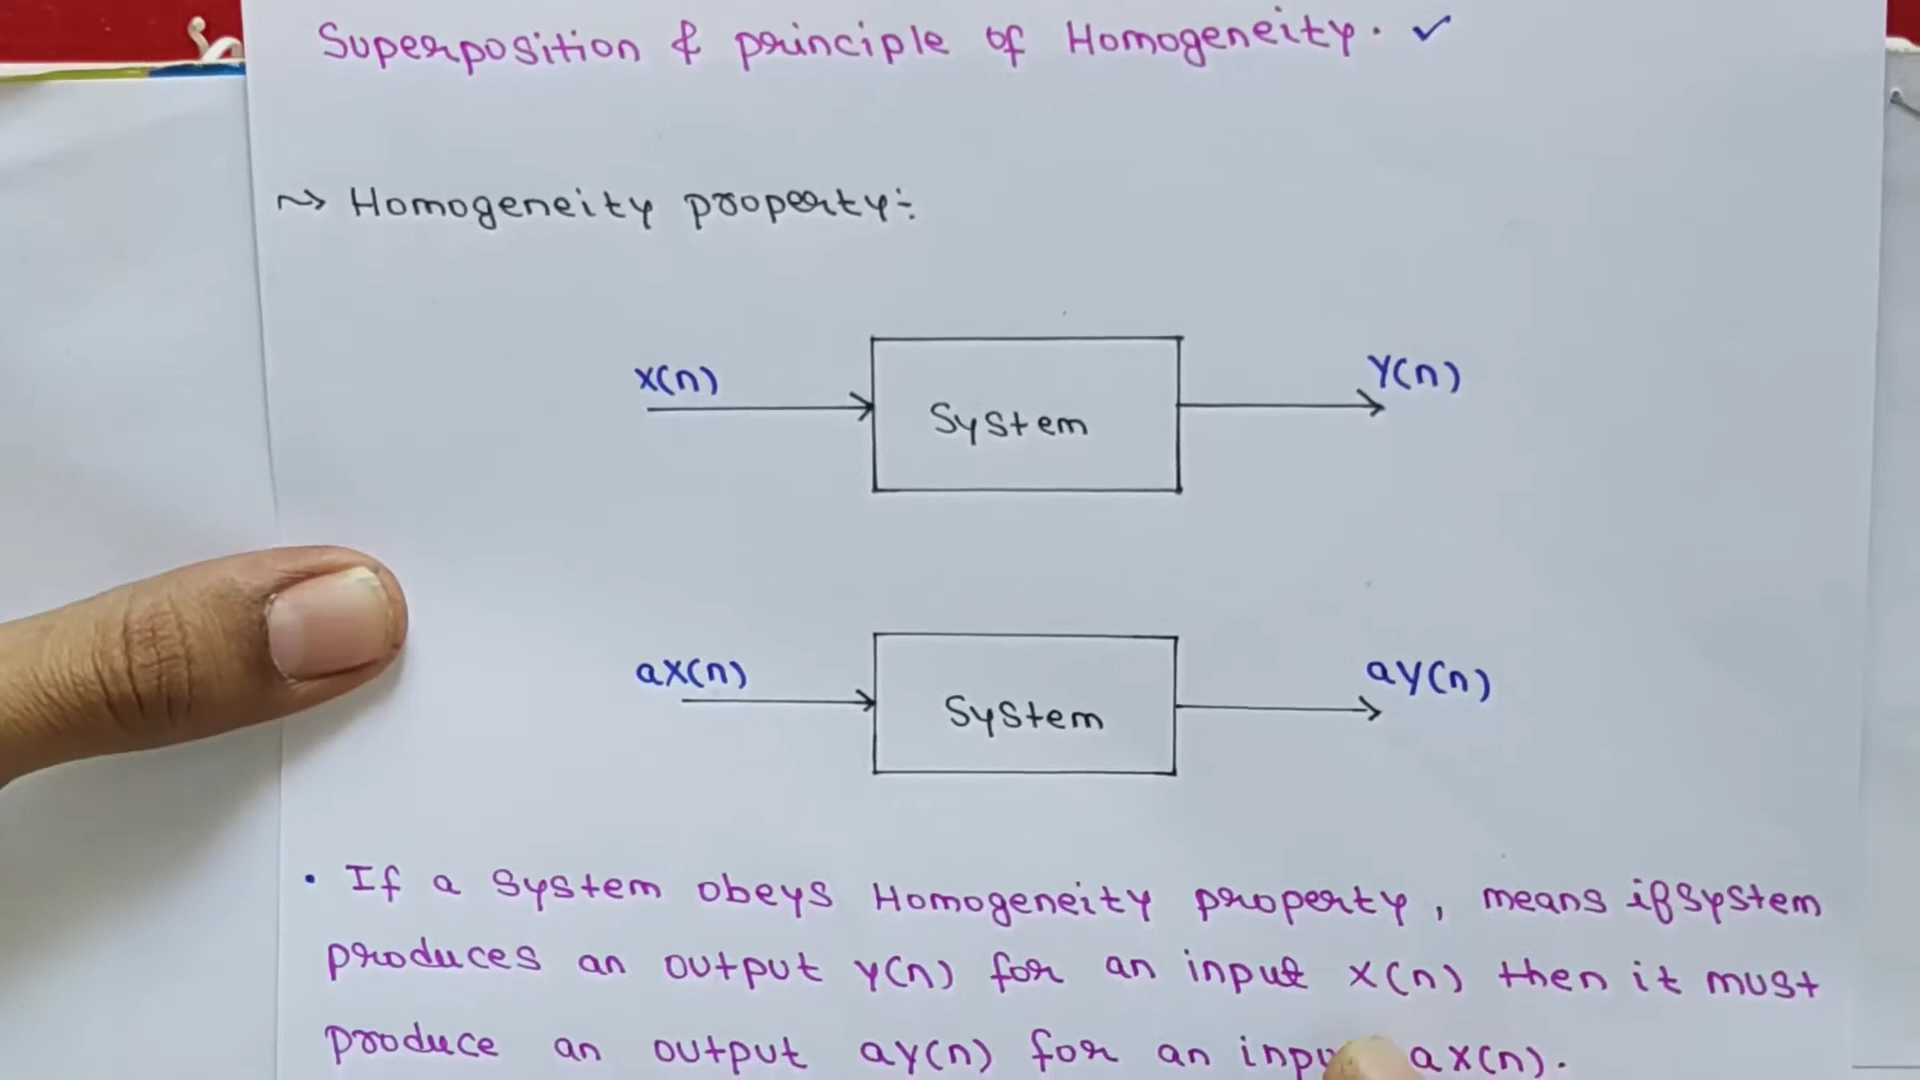 Superposition & principle of Homogeneity. ✓
~> Homogeneity property:-
x(n) System y(n)
ax(n) System ay(n)
• If a system obeys Homogeneity property, means if system
produces an output y(n) for an input x(n) then it must
produce an output ay(n) for an ax(n).